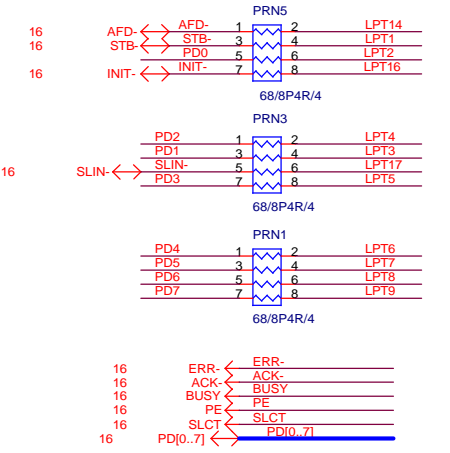 PRN5
16 AFD- AFD- 1 2 LPT14
16 STB- STB- 3 4 LPT1
PD0 5 6 LPT2
16 INIT- INIT- 7 8 LPT16
68/8P4R/4
PRN3
PD2 1 2 LPT4
PD1 3 4 LPT3
16 SLIN- SLIN- 5 6 LPT17
PD3 7 8 LPT5
68/8P4R/4
PRN1
PD4 1 2 LPT6
PD5 3 4 LPT7
PD6 5 6 LPT8
PD7 7 8 LPT9
68/8P4R/4
16 ERR- ERR-
16 ACK- ACK-
16 BUSY BUSY
16 PE PE
16 SLCT SLCT
16 PD[0..7] PD[0..7]